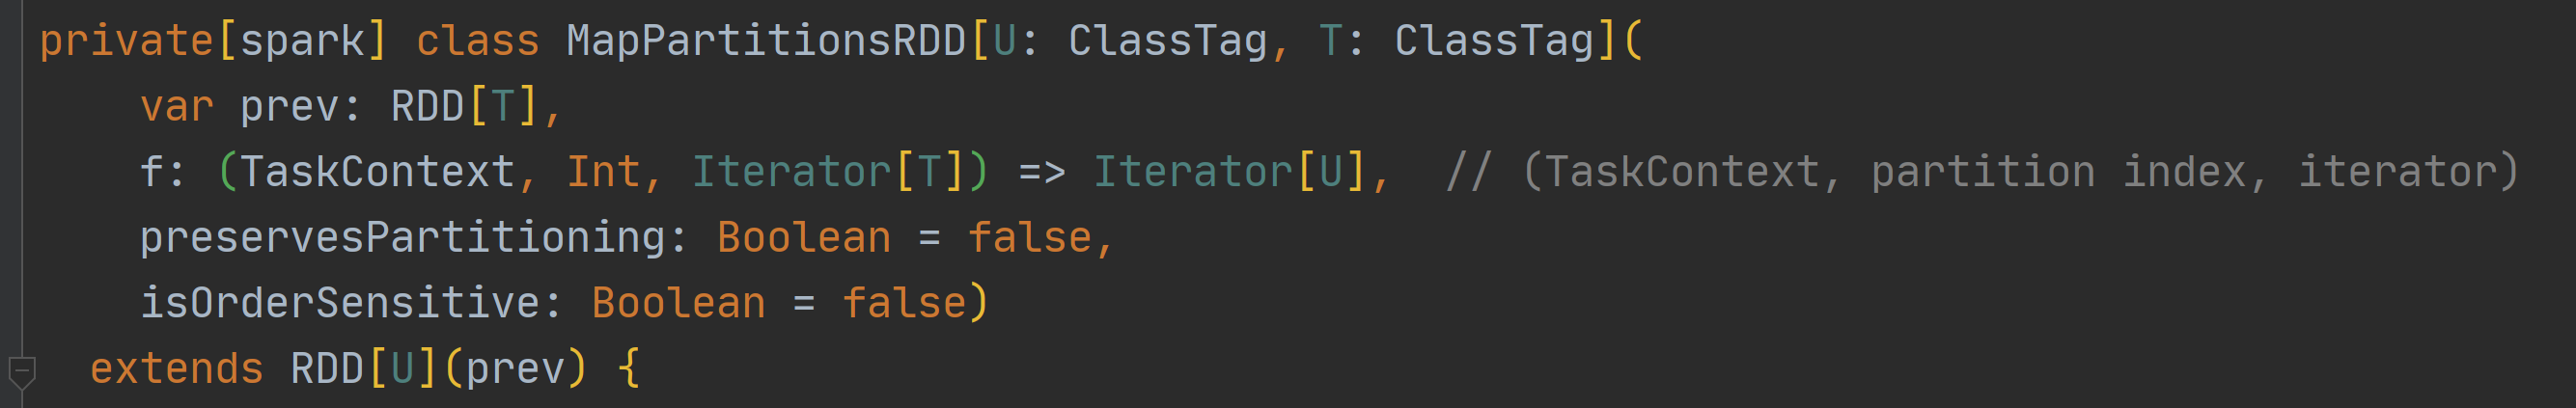 private[spark] class MapPartitionsRDD[U: ClassTag, T: ClassTag](
    var prev: RDD[T],
    f: (TaskContext, Int, Iterator[T]) => Iterator[U],  // (TaskContext, partition index, iterator)
    preservesPartitioning: Boolean = false,
    isOrderSensitive: Boolean = false)
  extends RDD[U](prev) {